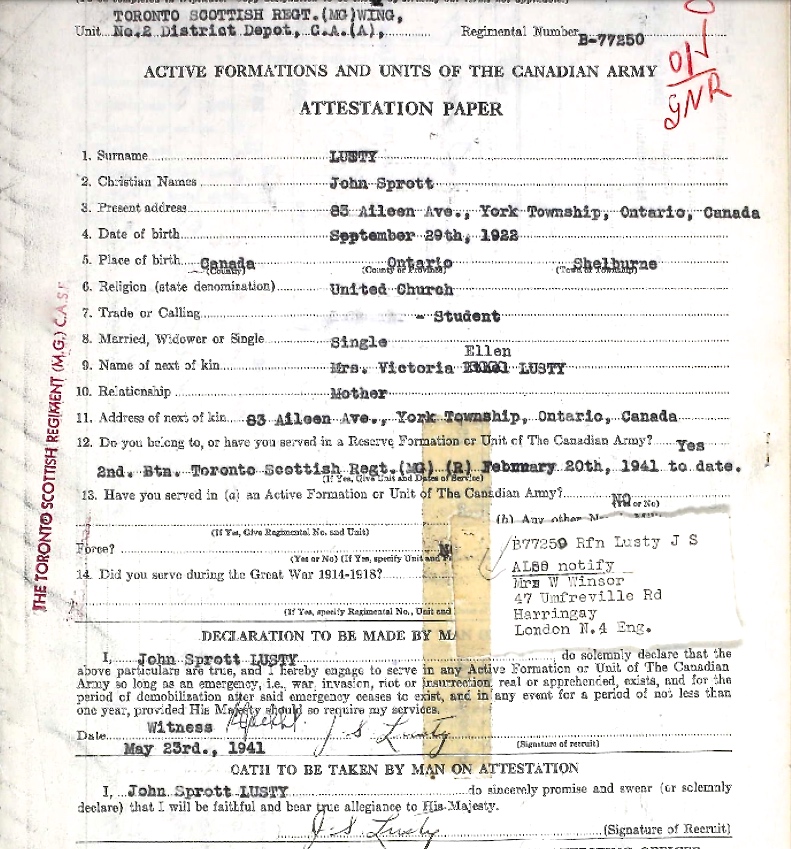 TORONTO SCOTTISH REGT.(MG)WING,
Unit No.2 District Depot, C.A.(A), Regimental Number B-77250
ACTIVE FORMATIONS AND UNITS OF THE CANADIAN ARMY
ATTESTATION PAPER
GNR
1. Surname LUSTY
2. Christian Names John Sprott
3. Present address 83 Aileen Ave., York Township, Ontario, Canada
4. Date of birth September 29th, 1922
5. Place of birth Canada Ontario Shelburne
(Country) (County or Province) (Town or Township)
6. Religion (state denomination) United Church
7. Trade or Calling - Student
8. Married, Widower or Single Single
Ellen
9. Name of next of kin Mrs. Victoria LUSTY
10. Relationship Mother
11. Address of next of kin 83 Aileen Ave., York Township, Ontario, Canada
12. Do you belong to, or have you served in a Reserve Formation or Unit of The Canadian Army? Yes
2nd. Btn. Toronto Scottish Regt.(MG) (R) February 20th, 1941 to date.
(If Yes, Give Unit and Dates of Service)
13. Have you served in (a) an Active Formation or Unit of The Canadian Army? NO
or No)
(If Yes, Give Regimental No. and Unit) (b) Any other
Force?
(Yes or No) (If Yes, specify Unit and
14. Did you serve during the Great War 1914-1918?
(If Yes, specify Regimental No., Unit and
B77259 Rfn Lusty J S
ALSO notify
Mrs W Winsor
47 Umfreville Rd
Harringay
London N.4 Eng.
THE TORONTO SCOTTISH REGIMENT (M.G.) C.A.S.F.
DECLARATION TO BE MADE BY MAN
I, John Sprott LUSTY do solemnly declare that the
above particulars are true, and I hereby engage to serve in any Active Formation or Unit of The Canadian
Army so long as an emergency, i.e., war, invasion, riot or insurrection, real or apprehended, exists, and for the
period of demobilization after said emergency ceases to exist, and in any event for a period of not less than
one year, provided His Majesty should so require my services.
Witness J S Lusty
Date May 23rd., 1941 (Signature of recruit)
OATH TO BE TAKEN BY MAN ON ATTESTATION
I, John Sprott LUSTY do sincerely promise and swear (or solemnly
declare) that I will be faithful and bear true allegiance to His Majesty.
J S Lusty (Signature of Recruit)